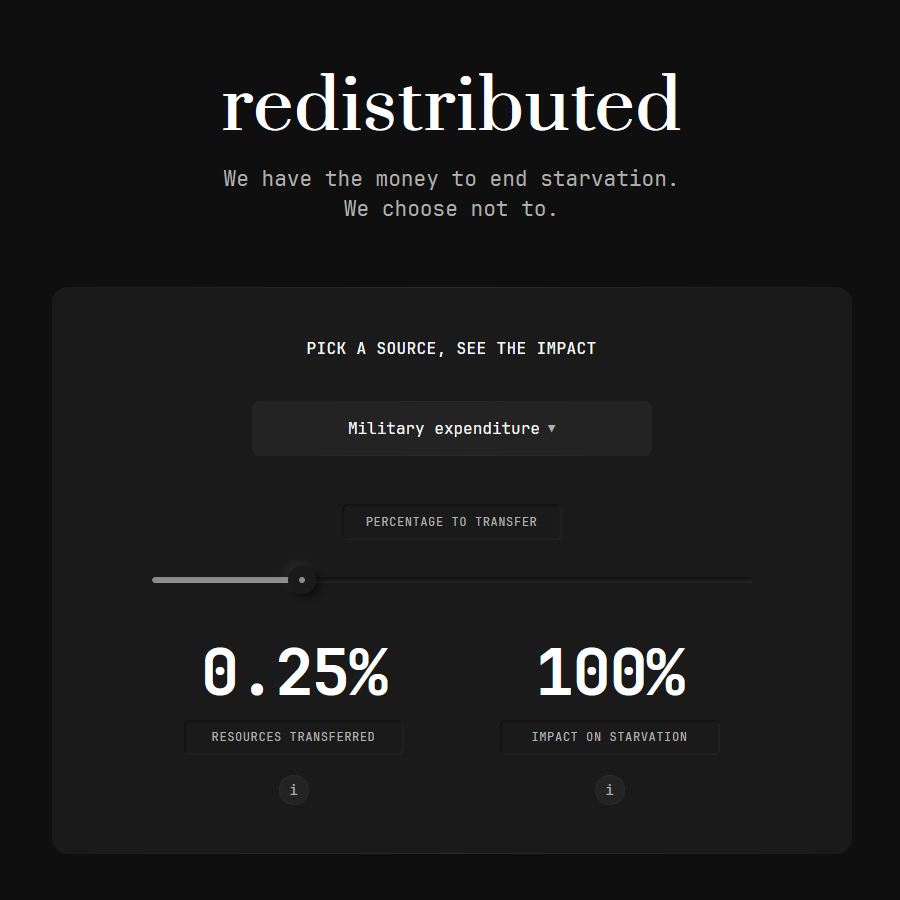 redistributed
We have the money to end starvation.
We choose not to.
PICK A SOURCE, SEE THE IMPACT
Military expenditure ▼
PERCENTAGE TO TRANSFER
0.25%
100%
RESOURCES TRANSFERRED
IMPACT ON STARVATION
i
i